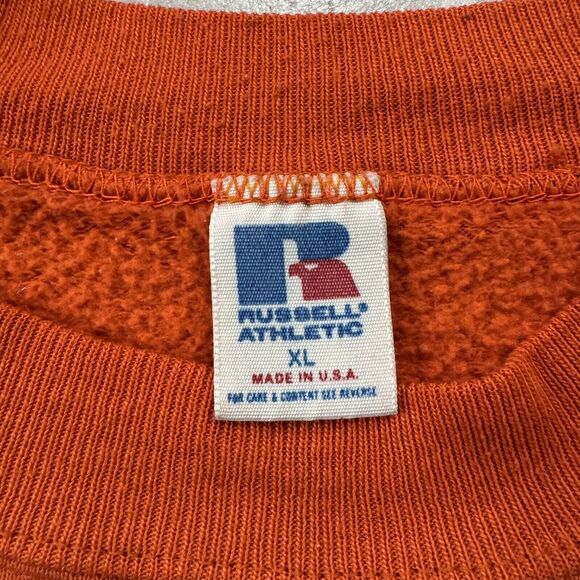 R
RUSSELL®
ATHLETIC
XL
MADE IN U.S.A.
FOR CARE & CONTENT SEE REVERSE